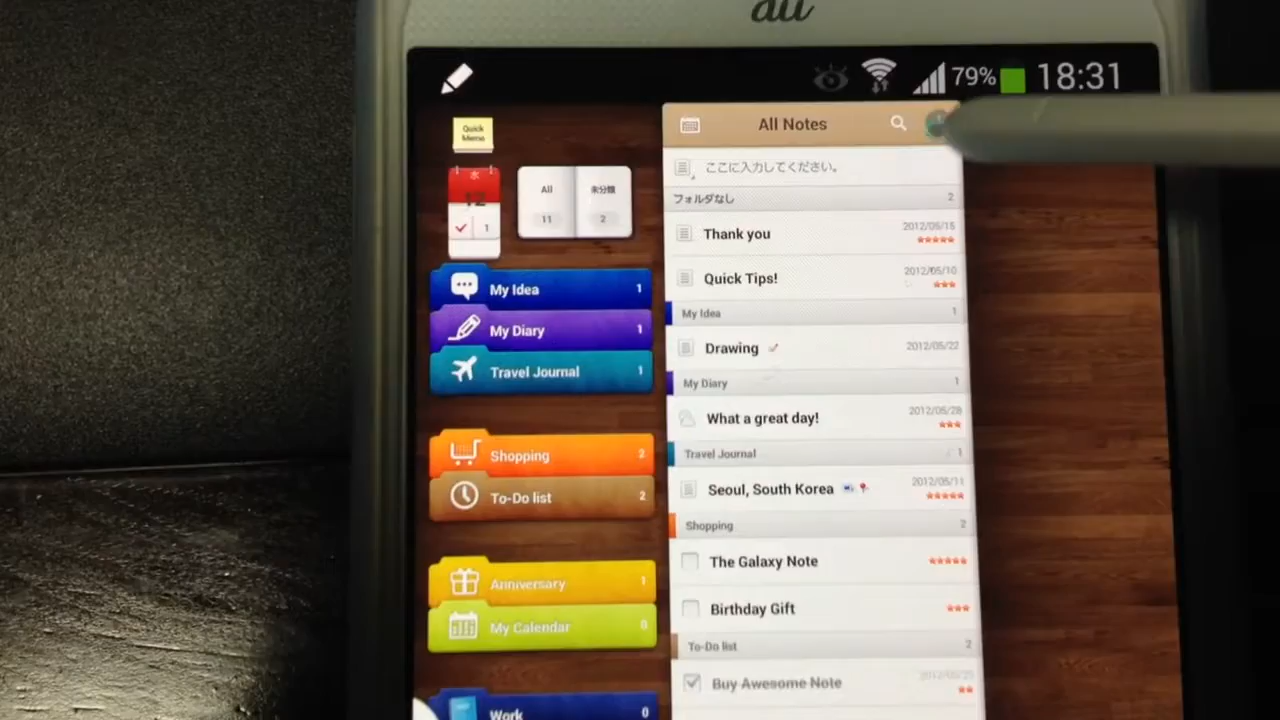 au
79% 18:31
Quick
Memo
水
12
1
All
11
未分類
2
My Idea 1
My Diary 1
Travel Journal 1
Shopping 2
To-Do list 2
Anniversary 1
My Calendar 0
Work 0
All Notes
ここに入力してください。
フォルダなし 2
Thank you 2012/05/15
Quick Tips! 2012/05/10
My Idea 1
Drawing 2012/05/22
My Diary 1
What a great day! 2012/05/28
Travel Journal 1
Seoul, South Korea 2012/05/11
Shopping 2
The Galaxy Note
Birthday Gift
To-Do list 2
Buy Awesome Note